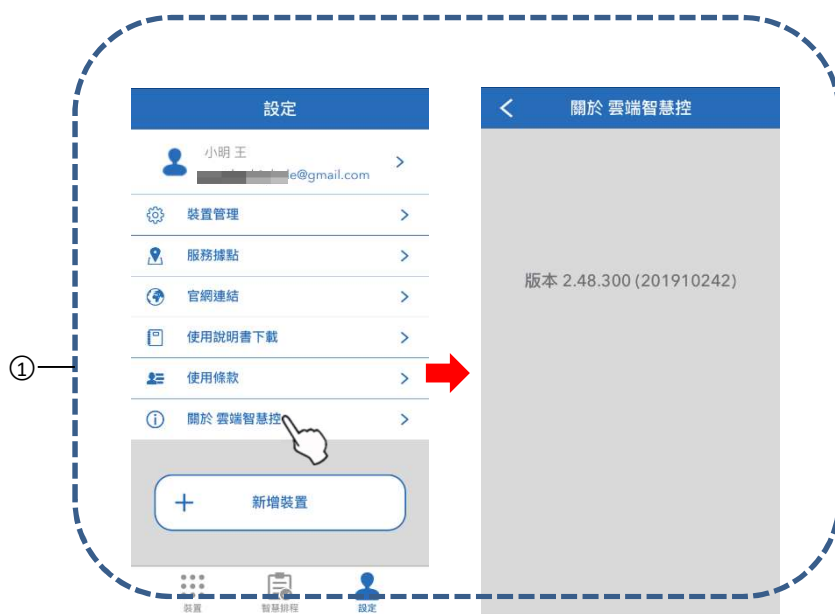 設定
小明 王
e@gmail.com
裝置管理
服務據點
官網連結
使用說明書下載
使用條款
關於 雲端智慧控
新增裝置
裝置
智慧排程
設定
①
關於 雲端智慧控
版本 2.48.300 (201910242)